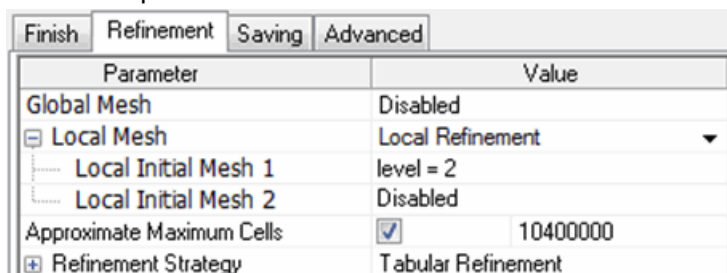 Finish Refinement Saving Advanced
Parameter Value
Global Mesh Disabled
Local Mesh Local Refinement
Local Initial Mesh 1 level = 2
Local Initial Mesh 2 Disabled
Approximate Maximum Cells 10400000
Refinement Strategy Tabular Refinement